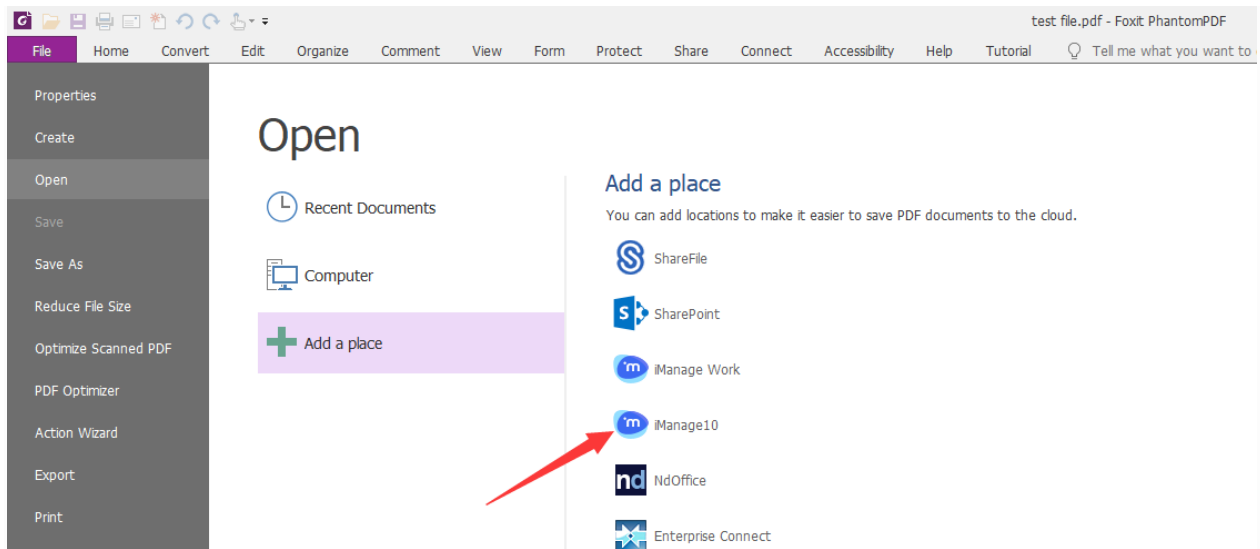 test file.pdf - Foxit PhantomPDF
File Home Convert Edit Organize Comment View Form Protect Share Connect Accessibility Help Tutorial Tell me what you want to
Properties
Create
Open
Save
Save As
Reduce File Size
Optimize Scanned PDF
PDF Optimizer
Action Wizard
Export
Print
Open
Recent Documents
Computer
Add a place
Add a place
You can add locations to make it easier to save PDF documents to the cloud.
ShareFile
SharePoint
iManage Work
iManage10
nd NdOffice
Enterprise Connect